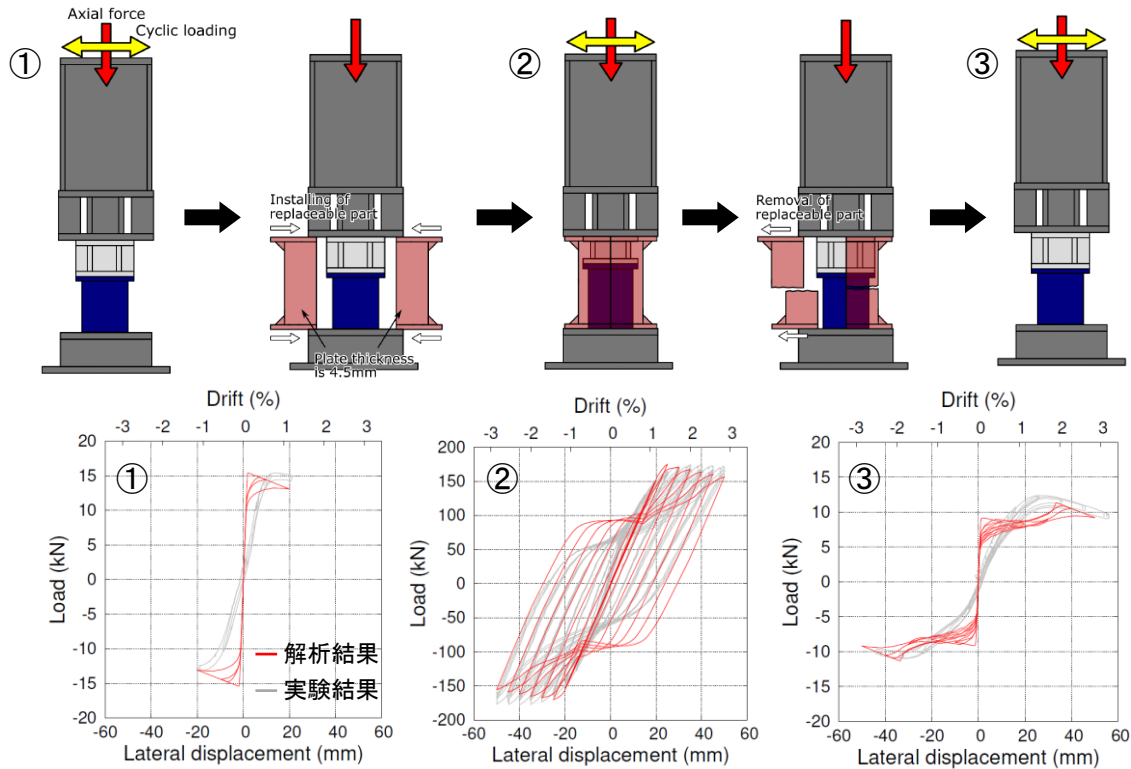 Axial force
Cyclic loading
①
②
③
Installing of
replaceable part
Removal of
replaceable part
Plate thickness
is 4.5mm
Drift (%)
-3 -2 -1 0 1 2 3
①
Load (kN)
20
15
10
5
0
-5
-10
-15
-20
解析結果
実験結果
-60 -40 -20 0 20 40 60
Lateral displacement (mm)
Drift (%)
-3 -2 -1 0 1 2 3
②
Load (kN)
200
150
100
50
0
-50
-100
-150
-200
-60 -40 -20 0 20 40 60
Lateral displacement (mm)
Drift (%)
-3 -2 -1 0 1 2 3
③
Load (kN)
20
15
10
5
0
-5
-10
-15
-20
-60 -40 -20 0 20 40 60
Lateral displacement (mm)